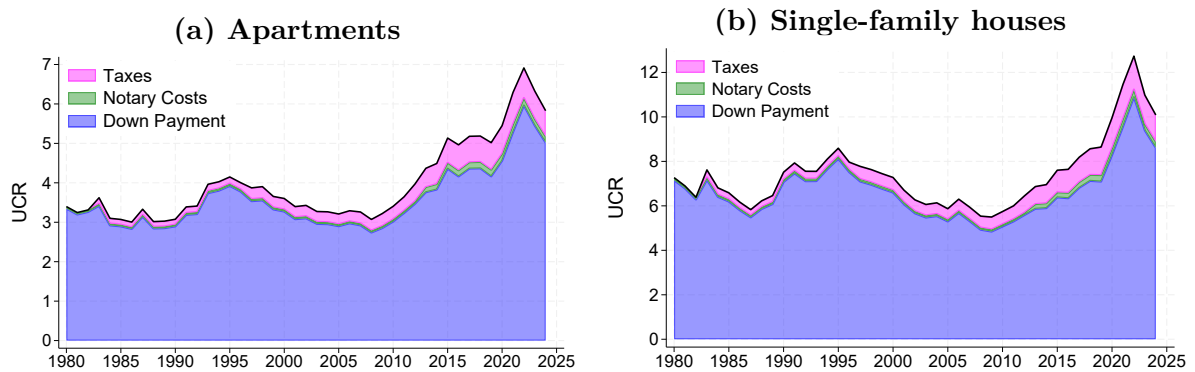 (a) Apartments
UCR
7
6
5
4
3
2
1
0
Taxes
Notary Costs
Down Payment
1980 1985 1990 1995 2000 2005 2010 2015 2020 2025
(b) Single-family houses
UCR
12
10
8
6
4
2
0
Taxes
Notary Costs
Down Payment
1980 1985 1990 1995 2000 2005 2010 2015 2020 2025